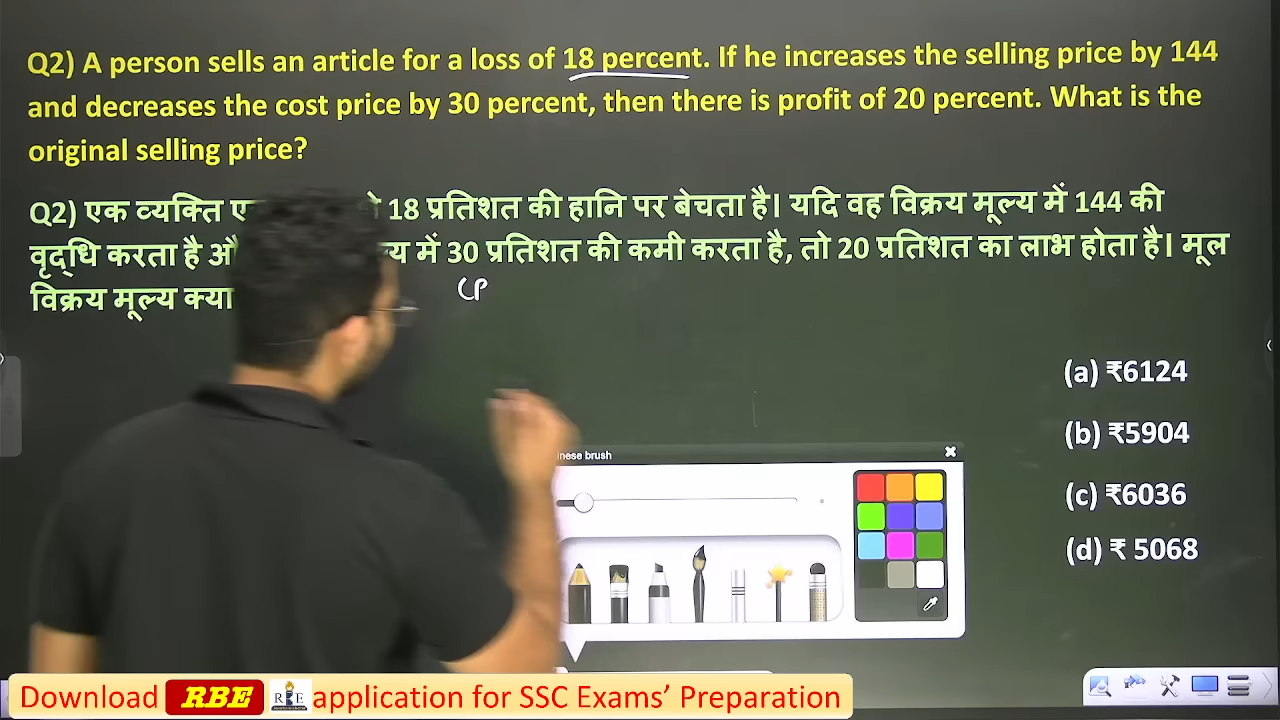 Q2) A person sells an article for a loss of 18 percent. If he increases the selling price by 144
and decreases the cost price by 30 percent, then there is profit of 20 percent. What is the
original selling price?
Q2) एक व्यक्ति 18 प्रतिशत की हानि पर बेचता है। यदि वह विक्रय मूल्य में 144 की
वृद्धि करता है में 30 प्रतिशत की कमी करता है, तो 20 प्रतिशत का लाभ होता है। मूल
विक्रय मूल्य क्या
CP
(a) ₹6124
(b) ₹5904
(c) ₹6036
(d) ₹ 5068
brush
Download RBE RBE application for SSC Exams’ Preparation